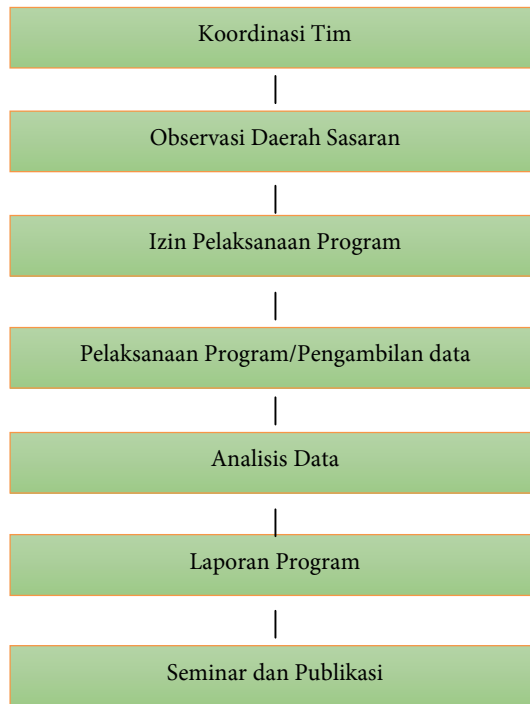 Koordinasi Tim
Observasi Daerah Sasaran
Izin Pelaksanaan Program
Pelaksanaan Program/Pengambilan data
Analisis Data
Laporan Program
Seminar dan Publikasi